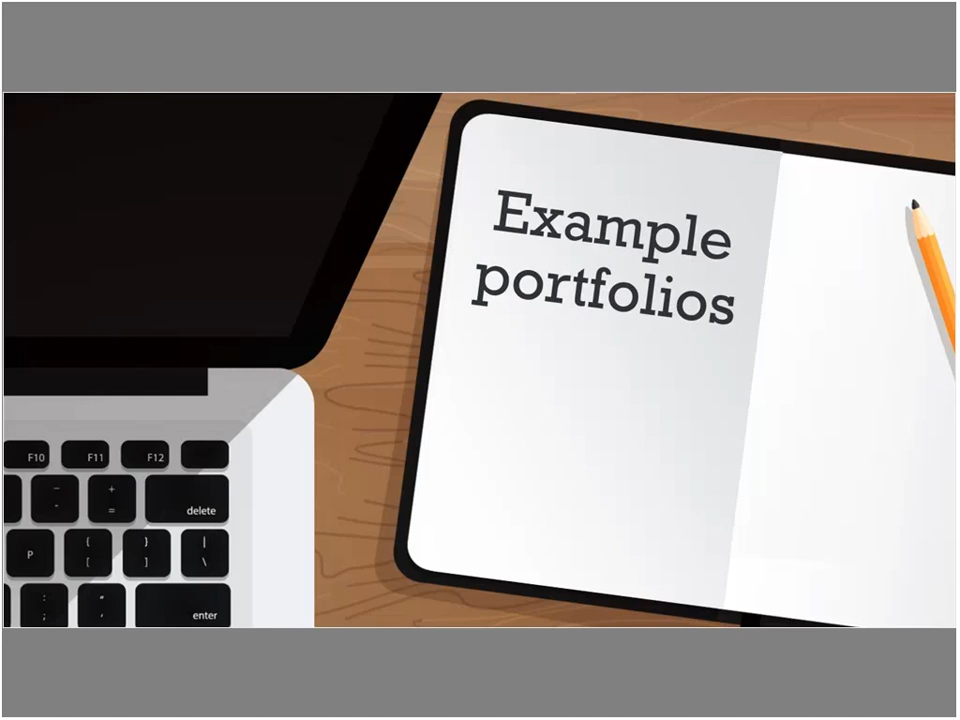 Example
portfolios
F10 F11 F12
_ + delete
- =
P { } |
[ ] \
: " enter
; '